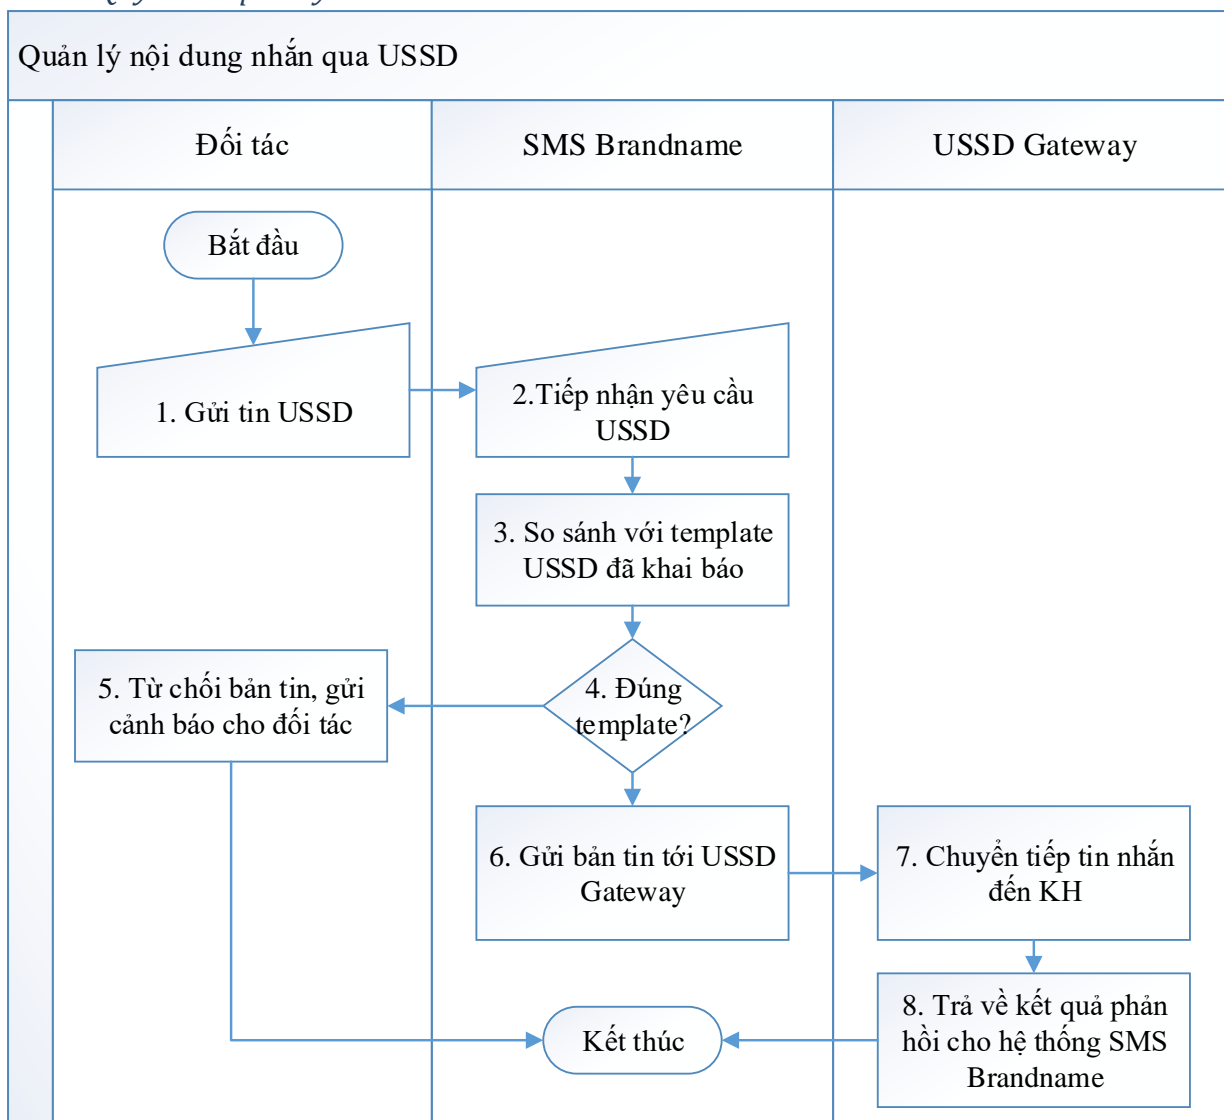 Quản lý nội dung nhắn qua USSD
Đối tác
SMS Brandname
USSD Gateway
Bắt đầu
1. Gửi tin USSD
2.Tiếp nhận yêu cầu
USSD
3. So sánh với template
USSD đã khai báo
4. Đúng
template?
5. Từ chối bản tin, gửi
cảnh báo cho đối tác
6. Gửi bản tin tới USSD
Gateway
7. Chuyển tiếp tin nhắn
đến KH
8. Trả về kết quả phản
hồi cho hệ thống SMS
Brandname
Kết thúc